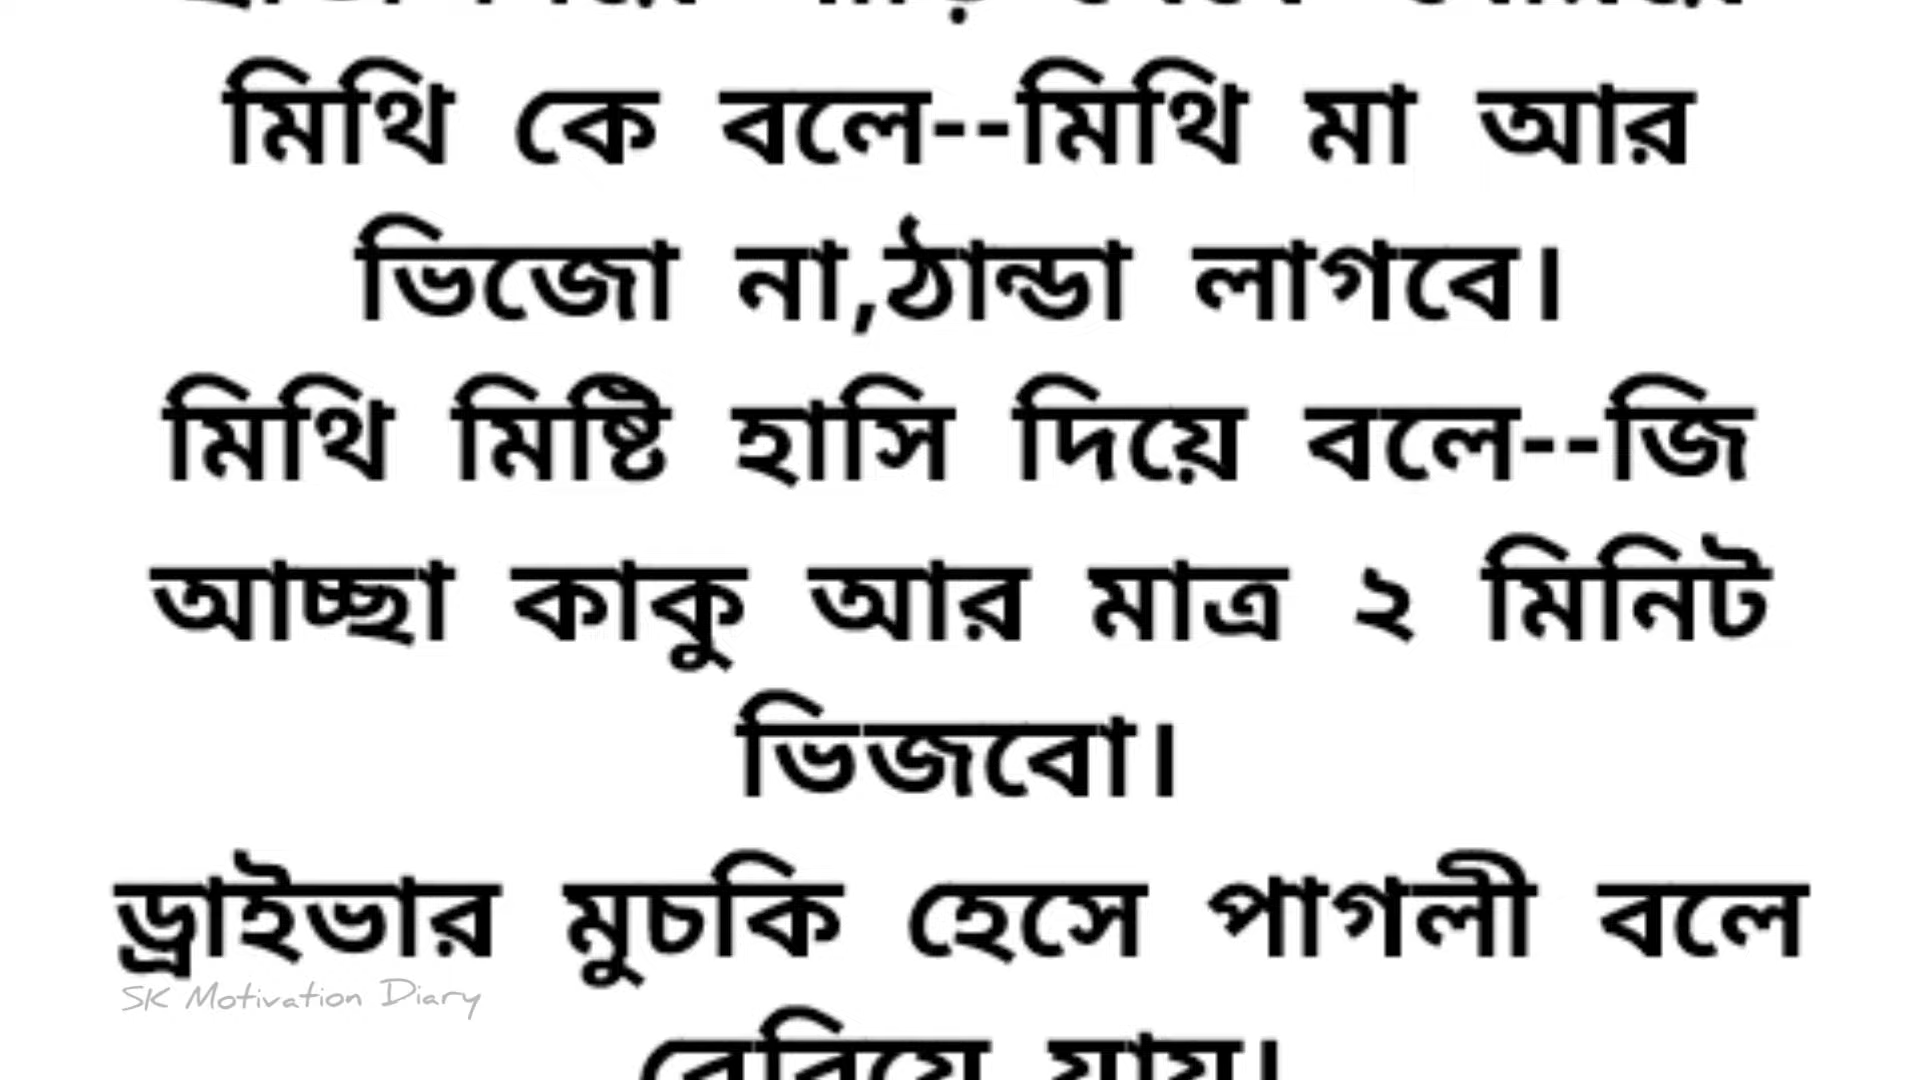 মিথি কে বলে--মিথি মা আর
ভিজো না,ঠান্ডা লাগবে।
মিথি মিষ্টি হাসি দিয়ে বলে--জি
আচ্ছা কাকু আর মাত্র ২ মিনিট
ভিজবো।
ড্রাইভার মুচকি হেসে পাগলী বলে
SK Motivation Diary
বেরিয়ে যায়।